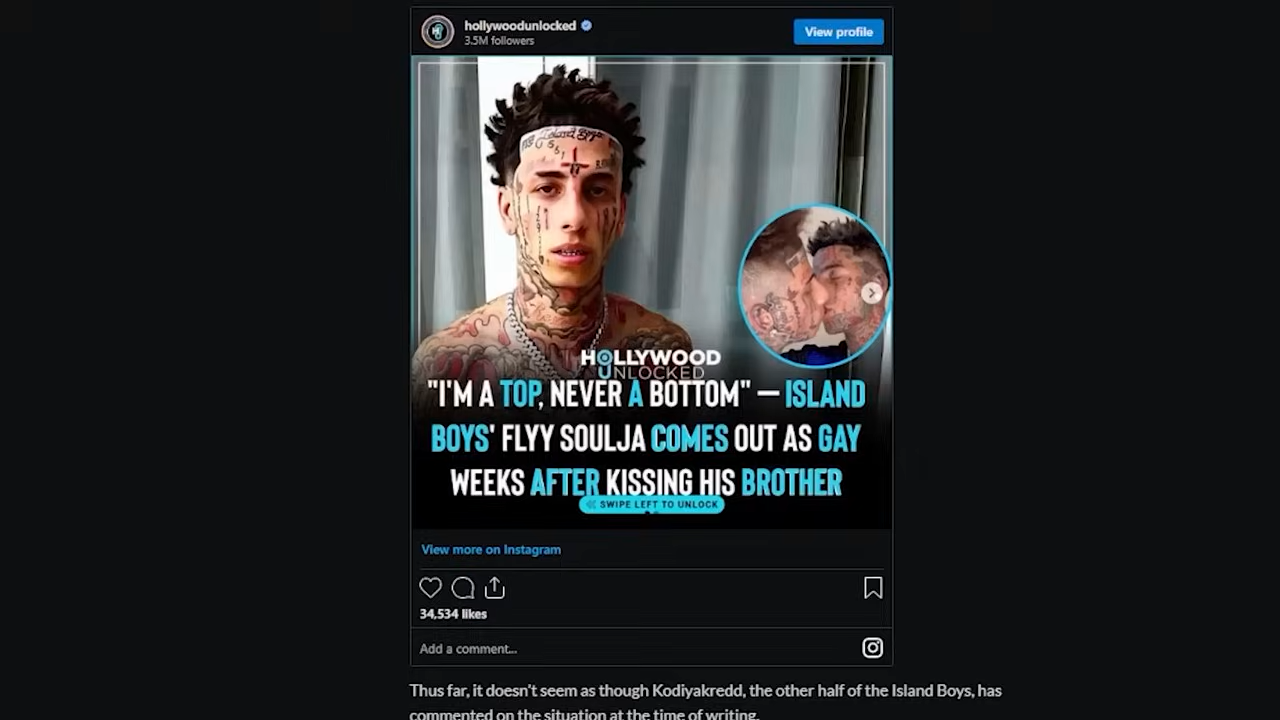 hollywoodunlocked
3.5M followers
View profile
Island Boys
HOLLYWOOD
UNLOCKED
"I'M A TOP, NEVER A BOTTOM" — ISLAND
BOYS' FLYY SOULJA COMES OUT AS GAY
WEEKS AFTER KISSING HIS BROTHER
SWIPE LEFT TO UNLOCK
View more on Instagram
34,534 likes
Add a comment...
Thus far, it doesn't seem as though Kodiyakredd, the other half of the Island Boys, has
commented on the situation at the time of writing.